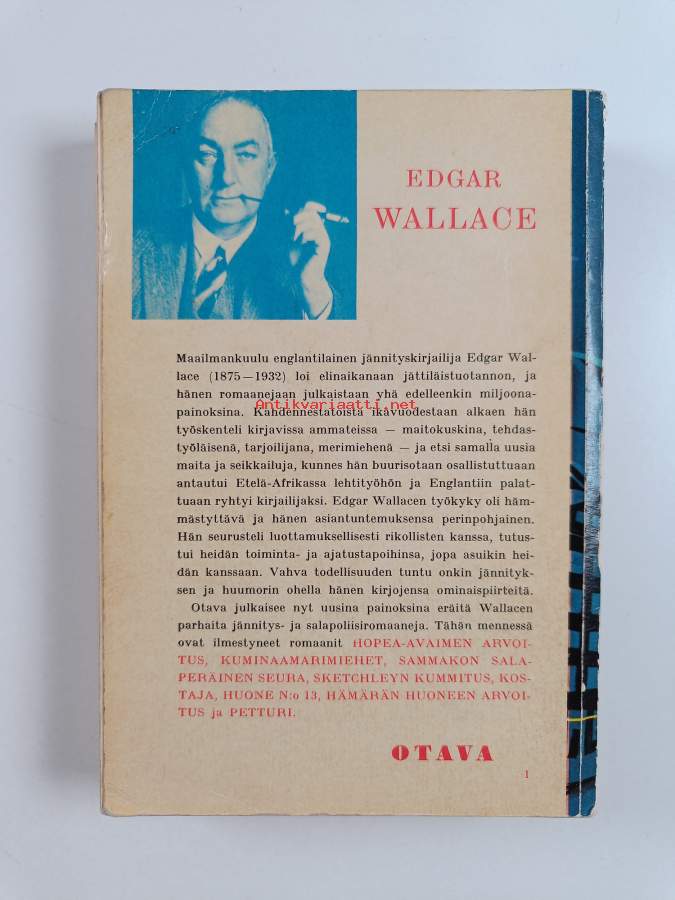 EDGAR
WALLACE
Maailmankuulu englantilainen jännityskirjailija Edgar Wal-
lace (1875—1932) loi elinaikanaan jättiläistuotannon, ja
hänen romaanejaan julkaistaan yhä edelleenkin miljoona-
painoksina. Kahdennestatoista ikävuodestaan alkaen hän
Antikvariaatti.net
työskenteli kirjavissa ammateissa — maitokuskina, tehdas-
työläisenä, tarjoilijana, merimiehenä — ja etsi samalla uusia
maita ja seikkailuja, kunnes hän buurisotaan osallistuttuaan
antautui Etelä-Afrikassa lehtityöhön ja Englantiin palat-
tuaan ryhtyi kirjailijaksi. Edgar Wallacen työkyky oli häm-
mästyttävä ja hänen asiantuntemuksensa perinpohjainen.
Hän seurusteli luottamuksellisesti rikollisten kanssa, tutus-
tui heidän toiminta- ja ajatustapoihinsa, jopa asuikin hei-
dän kanssaan. Vahva todellisuuden tuntu onkin jännityk-
sen ja huumorin ohella hänen kirjojensa ominaispiirteitä.
Otava julkaisee nyt uusina painoksina eräitä Wallacen
parhaita jännitys- ja salapoliisiromaaneja. Tähän mennessä
ovat ilmestyneet romaanit HOPEA-AVAIMEN ARVOI-
TUS, KUMINAAMARIMIEHET, SAMMAKON SALA-
PERÄINEN SEURA, SKETCHLEYN KUMMITUS, KOS-
TAJA, HUONE N:o 13, HÄMÄRÄN HUONEEN ARVOI-
TUS ja PETTURI.
OTAVA
1